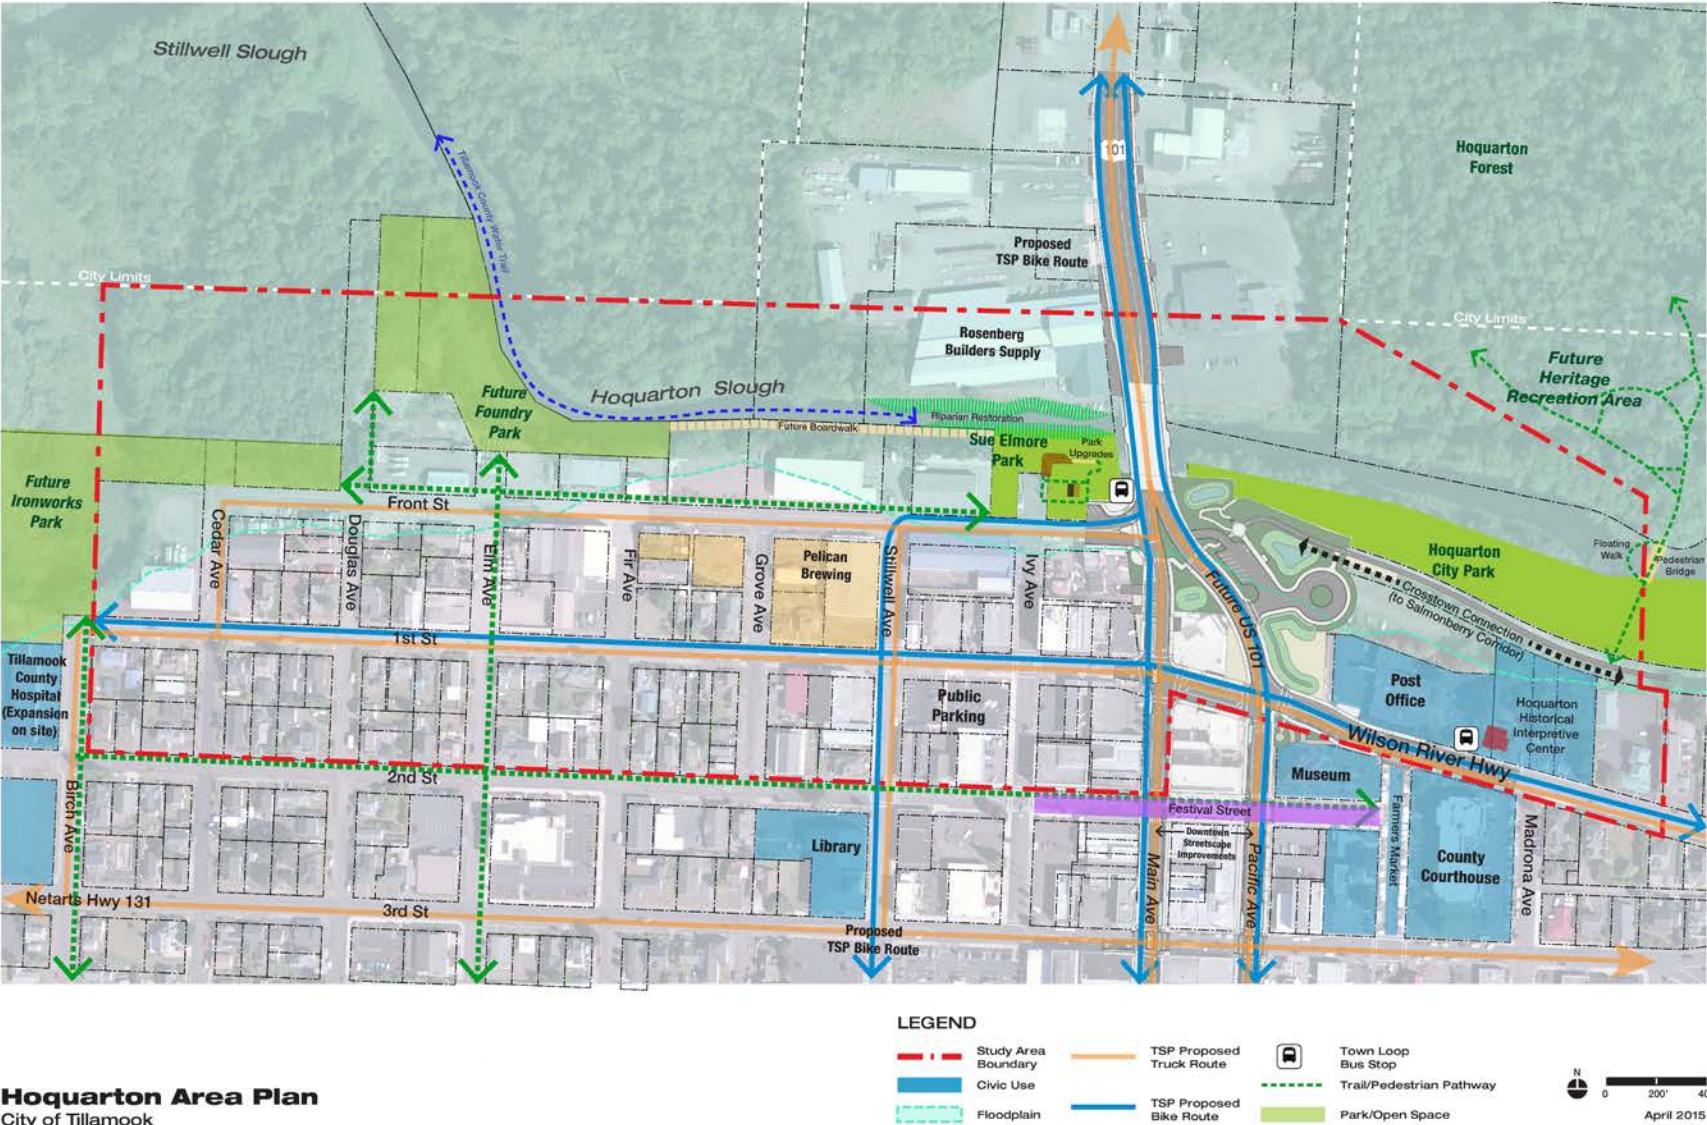 Stillwell Slough
Tillamook County Water Trail
101
Hoquarton
Forest
Proposed
TSP Bike Route
City Limits
City Limits
Rosenberg
Builders Supply
Future
Heritage
Recreation Area
Hoquarton Slough
Future
Foundry
Park
Riparian Restoration
Future Boardwalk
Sue Elmore
Park
Park
Upgrades
Future
Ironworks
Park
Front St
Cedar Ave
Douglas Ave
Elm Ave
Fir Ave
Grove Ave
Pelican
Brewing
Stillwell Ave
Ivy Ave
Future US 101
Hoquarton
City Park
Floating
Walk
Pedestrian
Bridge
Crosstown Connection
(to Salmonberry Corridor)
1st St
Tillamook
County
Hospital
(Expansion
on site)
Public
Parking
Post
Office
Hoquarton
Historical
Interpretive
Center
Wilson River Hwy
2nd St
Museum
Birch Ave
Festival Street
Downtown
Streetscape
Improvements
Farmers Market
Library
Main Ave
Pacific Ave
County
Courthouse
Madrona Ave
Netarts Hwy 131
3rd St
Proposed
TSP Bike Route
LEGEND
Study Area
Boundary
TSP Proposed
Truck Route
Town Loop
Bus Stop
Civic Use
Trail/Pedestrian Pathway
Floodplain
TSP Proposed
Bike Route
Park/Open Space
N
0 200' 40
April 2015
Hoquarton Area Plan
City of Tillamook